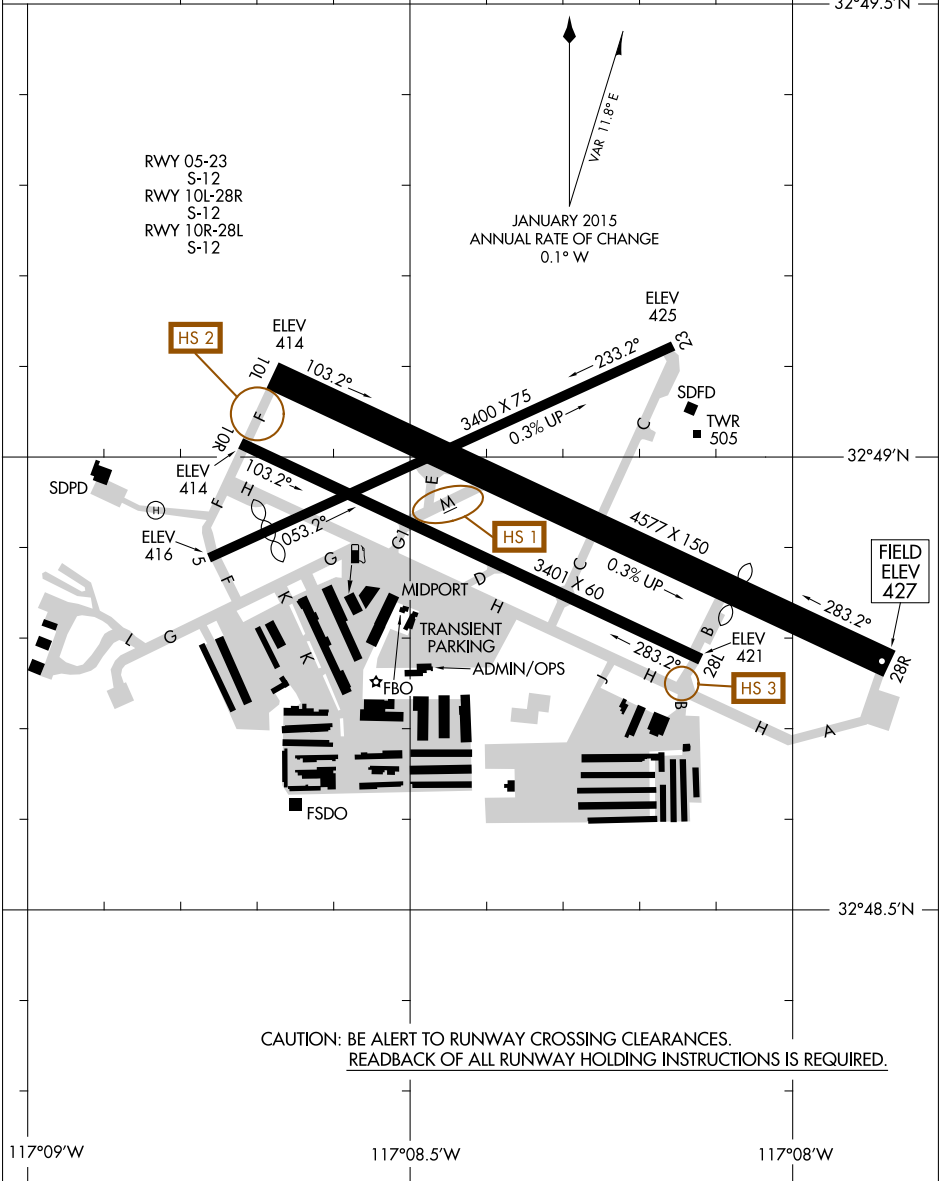 32°49.5'N
VAR 11.8° E
RWY 05-23
S-12
RWY 10L-28R
S-12
RWY 10R-28L
S-12
JANUARY 2015
ANNUAL RATE OF CHANGE
0.1° W
ELEV
425
HS 2
ELEV
414
10L
103.2°
233.2°
23
3400 X 75
0.3% UP
SDFD
TWR
505
F
C
10R
ELEV
414
103.2°
32°49'N
SDPD
H
H
F
E
M
HS 1
053.2°
ELEV
416
5
G1
4577 X 150
FIELD
ELEV
427
F
K
G
D
C
3401 X 60
0.3% UP
H
MIDPORT
283.2°
TRANSIENT
PARKING
L
G
K
B
ELEV
421
283.2°
28L
28R
ADMIN/OPS
FBO
J
H
HS 3
B
H
A
FSDO
32°48.5'N
CAUTION: BE ALERT TO RUNWAY CROSSING CLEARANCES.
READBACK OF ALL RUNWAY HOLDING INSTRUCTIONS IS REQUIRED.
117°09'W
117°08.5'W
117°08'W